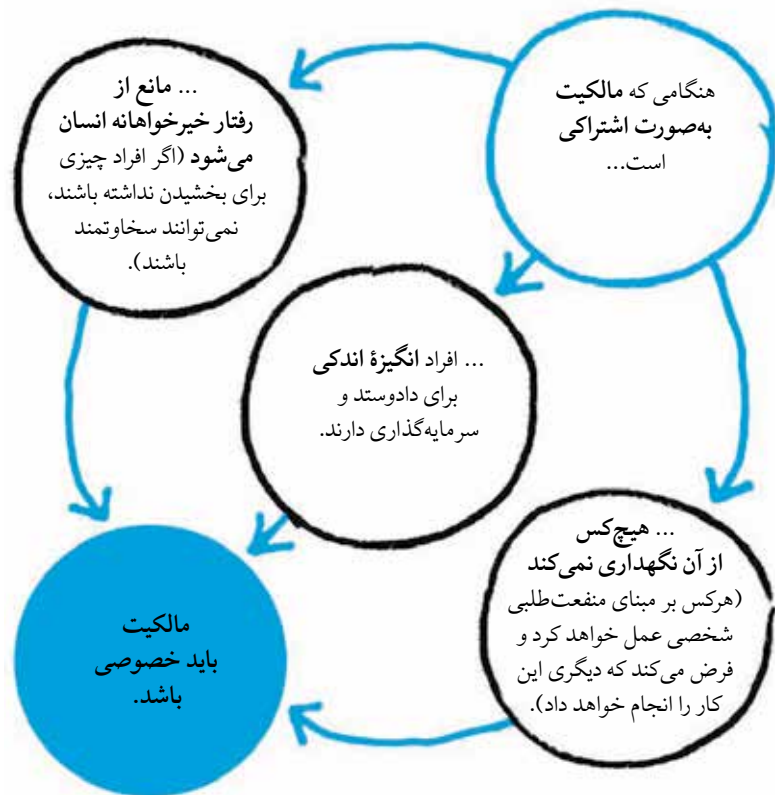 هنگامی که مالکیت
به‌صورت اشتراکی
است...
... مانع از
رفتار خیرخواهانه انسان
می‌شود (اگر افراد چیزی
برای بخشیدن نداشته باشند،
نمی‌توانند سخاوتمند
باشند).
... افراد انگیزهٔ اندکی
برای دادوستد و
سرمایه‌گذاری دارند.
... هیچ‌کس
از آن نگهداری نمی‌کند
(هرکس بر مبنای منفعت‌طلبی
شخصی عمل خواهد کرد و
فرض می‌کند که دیگری این
کار را انجام خواهد داد).
مالکیت
باید خصوصی
باشد.